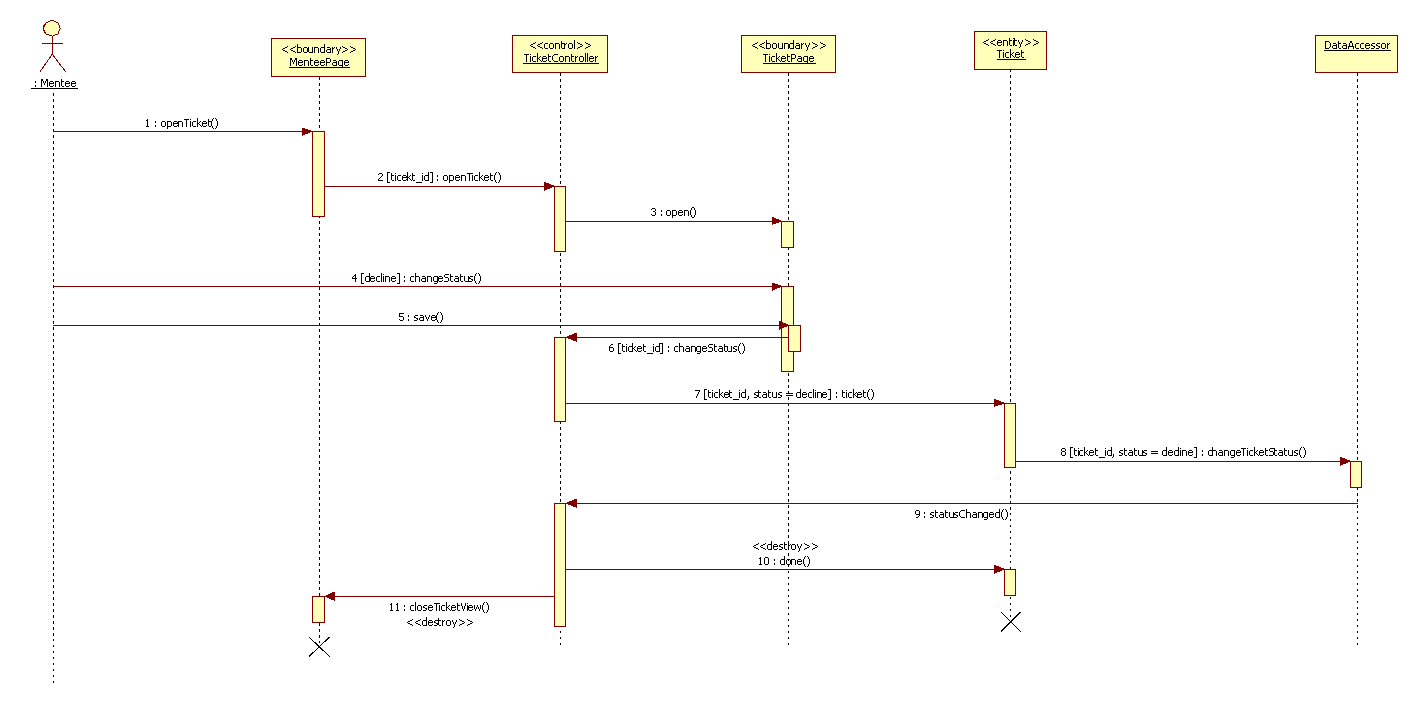 <<boundary>>
MenteePage
<<control>>
TicketController
<<boundary>>
TicketPage
<<entity>>
Ticket
DataAccessor
: Mentee
1 : openTicket()
2 [ticekt_id] : openTicket()
3 : open()
4 [decline] : changeStatus()
5 : save()
6 [ticket_id] : changeStatus()
7 [ticket_id, status = decline] : ticket()
8 [ticket_id, status = decline] : changeTicketStatus()
9 : statusChanged()
<<destroy>>
10 : done()
11 : closeTicketView()
<<destroy>>